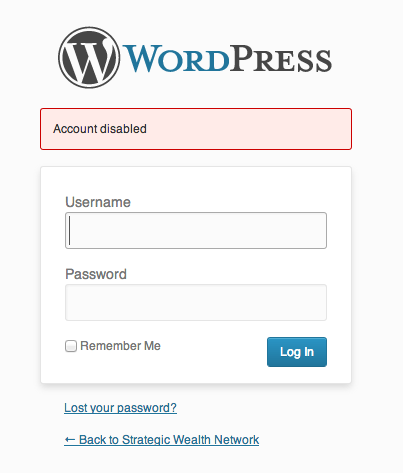 WORDPRESS
Account disabled
Username
Password
Remember Me
Log In
Lost your password?
← Back to Strategic Wealth Network